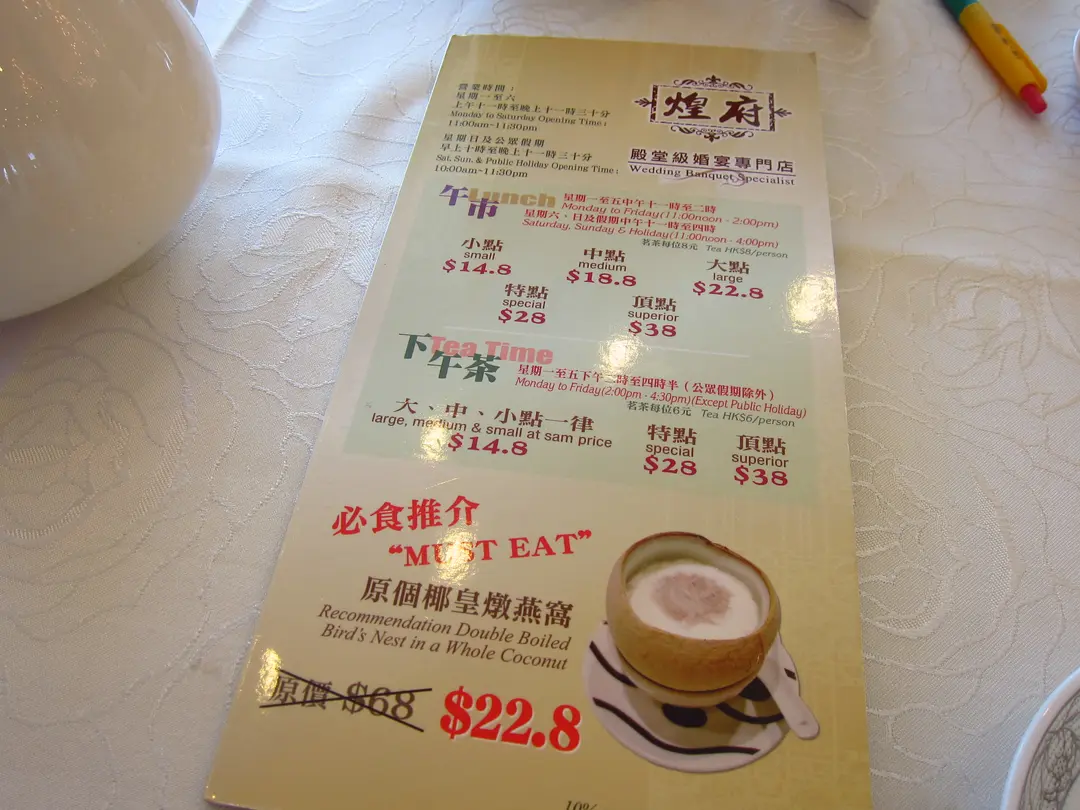 營業時間：
星期一至六
上午十一時至晚上十一時三十分
Monday to Saturday Opening Time:
11:00am~11:30pm
星期日及公眾假期
早上十時至晚上十一時三十分
Sat, Sun. & Public Holiday Opening Time:
10:00am~11:30pm
煌府
殿堂級婚宴專門店
Wedding Banquet Specialist
午市 Lunch
星期一至五中午十一時至二時
Monday to Friday(11:00noon - 2:00pm)
星期六、日及假期中午十一時至四時
Saturday, Sunday & Holiday(11:00noon - 4:00pm)
茗茶每位8元 Tea HK$8/person
小點
small
$14.8
中點
medium
$18.8
大點
large
$22.8
特點
special
$28
頂點
superior
$38
下午茶 Tea Time
星期一至五下午二時至四時半（公眾假期除外）
Monday to Friday(2:00pm - 4:30pm)(Except Public Holiday)
茗茶每位6元 Tea HK$6/person
大、中、小點一律
large, medium & small at sam price
$14.8
特點
special
$28
頂點
superior
$38
必食推介
“MUST EAT”
原個椰皇燉燕窩
Recommendation Double Boiled
Bird's Nest in a Whole Coconut
原價 $68
$22.8
10%